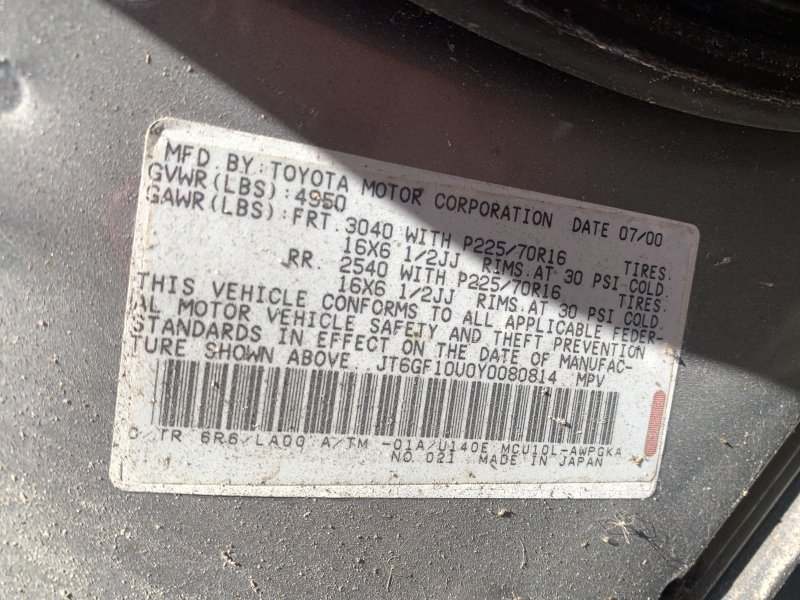 MFD. BY: TOYOTA MOTOR CORPORATION DATE 07/00
GVWR(LBS):4950
GAWR(LBS):FRT. 3040 WITH P225/70R16 TIRES.
16X6 1/2JJ RIMS.AT 30 PSI COLD.
RR. 2540 WITH P225/70R16 TIRES.
16X6 1/2JJ RIMS.AT 30 PSI COLD.
THIS VEHICLE CONFORMS TO ALL APPLICABLE FEDER-
AL MOTOR VEHICLE SAFETY AND THEFT PREVENTION
STANDARDS IN EFFECT ON THE DATE OF MANUFAC-
TURE SHOWN ABOVE. JT6GF10U0Y0080814 MPV
C/TR 6R6/LA00 A/TM -01A/U140E MCU10L-AWPGKA
NO. 021 MADE IN JAPAN